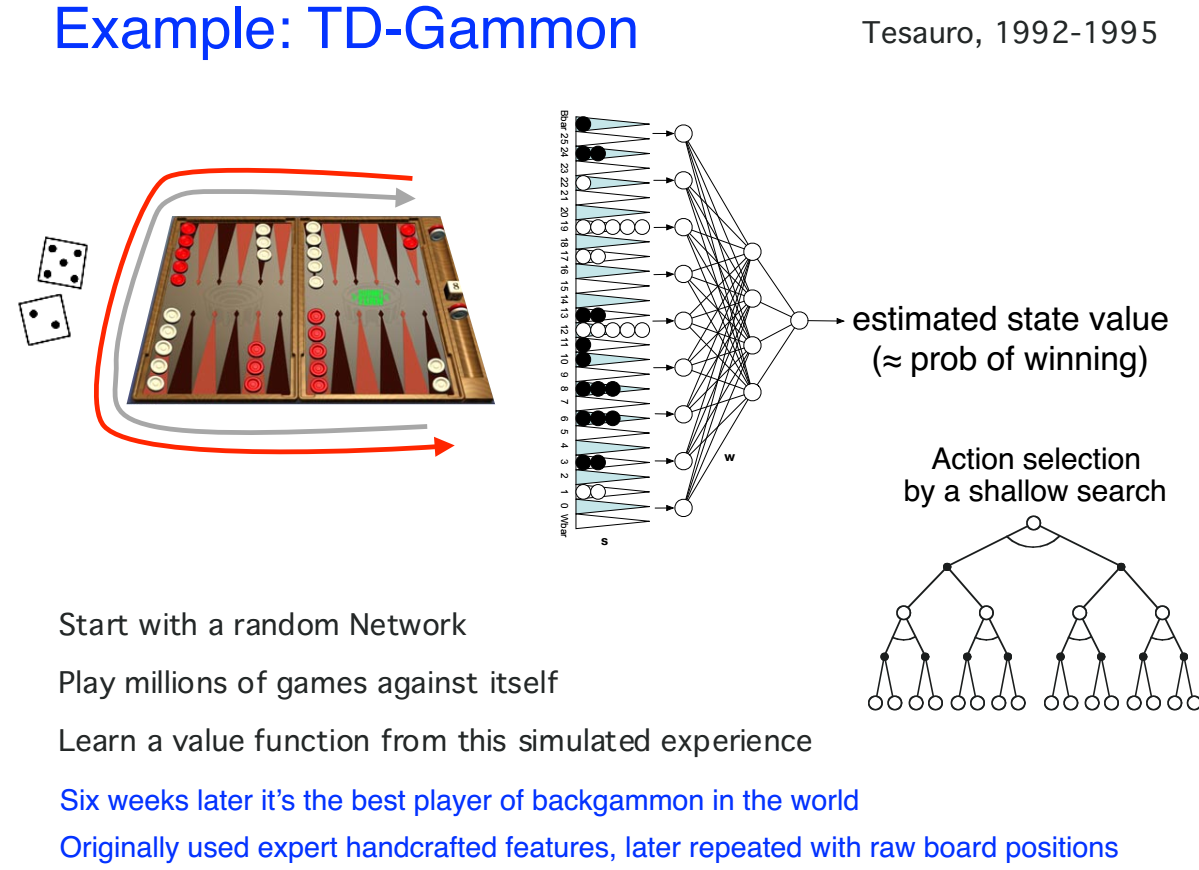 Example: TD-Gammon
Tesauro, 1992-1995
Bbar
25
24
23
22
21
20
19
18
17
16
15
14
13
12
11
10
9
8
7
6
5
4
3
2
1
0
Wbar
s
w
8
estimated state value
(≈ prob of winning)
Action selection
by a shallow search
Start with a random Network
Play millions of games against itself
Learn a value function from this simulated experience
Six weeks later it's the best player of backgammon in the world
Originally used expert handcrafted features, later repeated with raw board positions